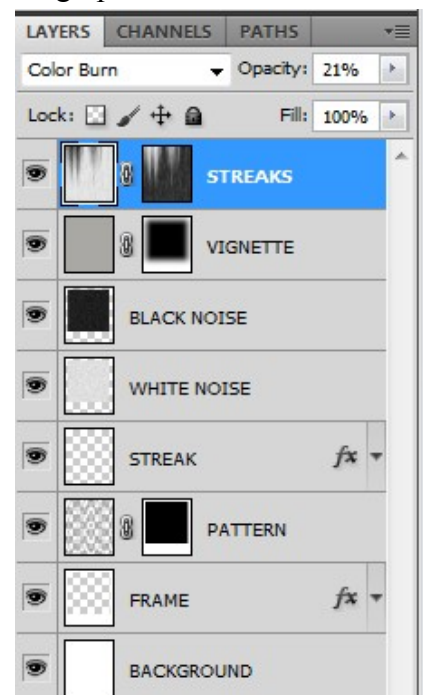 LAYERS CHANNELS PATHS
Color Burn Opacity: 21%
Lock: Fill: 100%
STREAKS
VIGNETTE
BLACK NOISE
WHITE NOISE
STREAK fx
PATTERN
FRAME fx
BACKGROUND